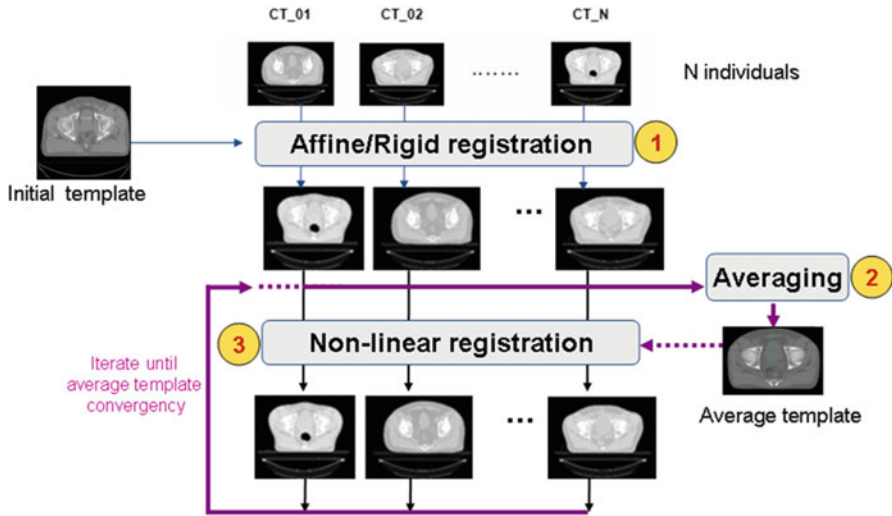 CT_01
CT_02
CT_N
........
N individuals
Initial template
Affine/Rigid registration
1
...
Averaging
2
3
Non-linear registration
Iterate until
average template
convergency
Average template
...